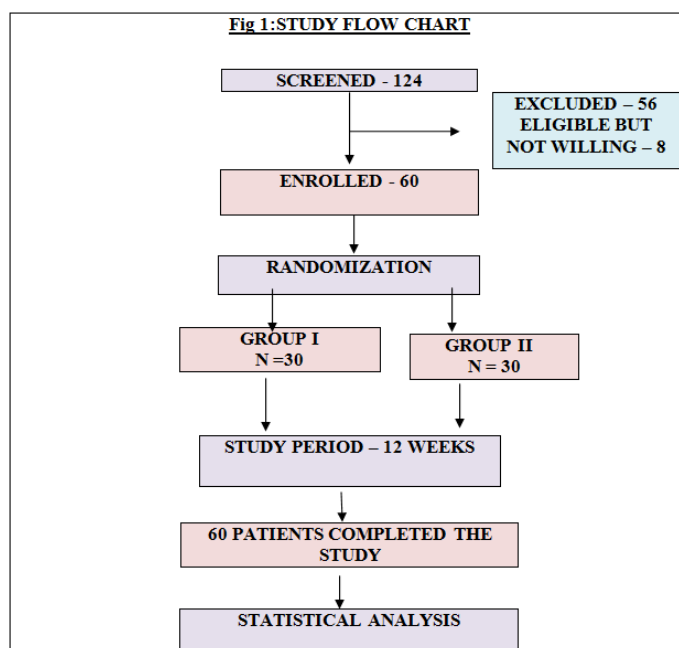 Fig 1:STUDY FLOW CHART
SCREENED - 124
EXCLUDED – 56
ELIGIBLE BUT
NOT WILLING – 8
ENROLLED - 60
RANDOMIZATION
GROUP I
N =30
GROUP II
N = 30
STUDY PERIOD – 12 WEEKS
60 PATIENTS COMPLETED THE
STUDY
STATISTICAL ANALYSIS